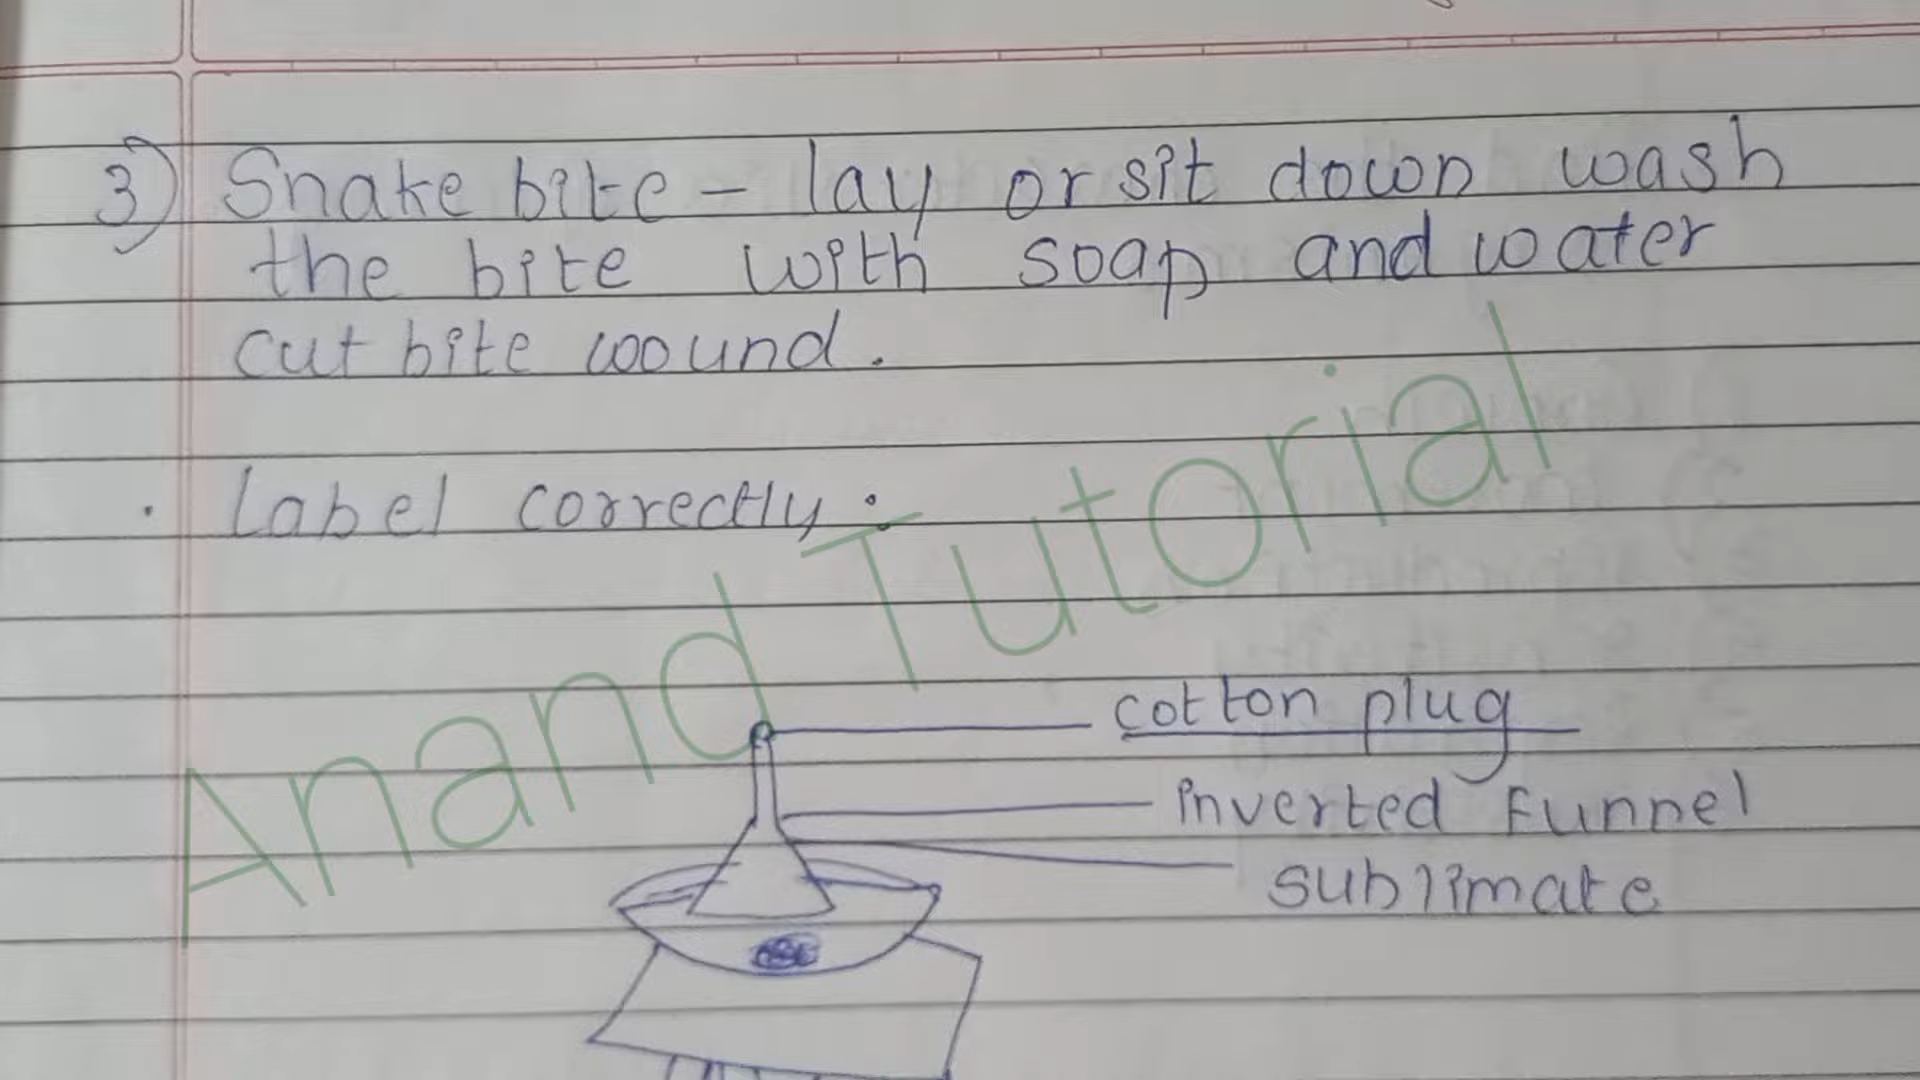 3) Snake bite - lay or sit down wash
the bite with soap and water
cut bite wound.
. Label correctly :
Anand Tutorial
cotton plug
inverted funnel
sublimate